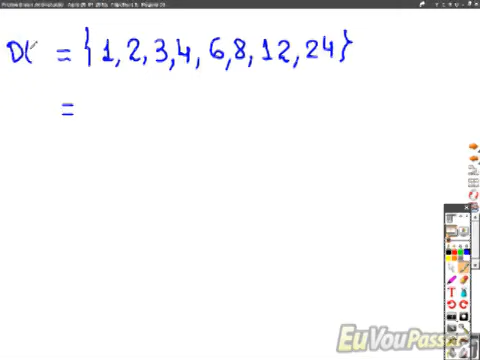 D( = {1, 2, 3, 4, 6, 8, 12, 24}
=
EuVouPassar